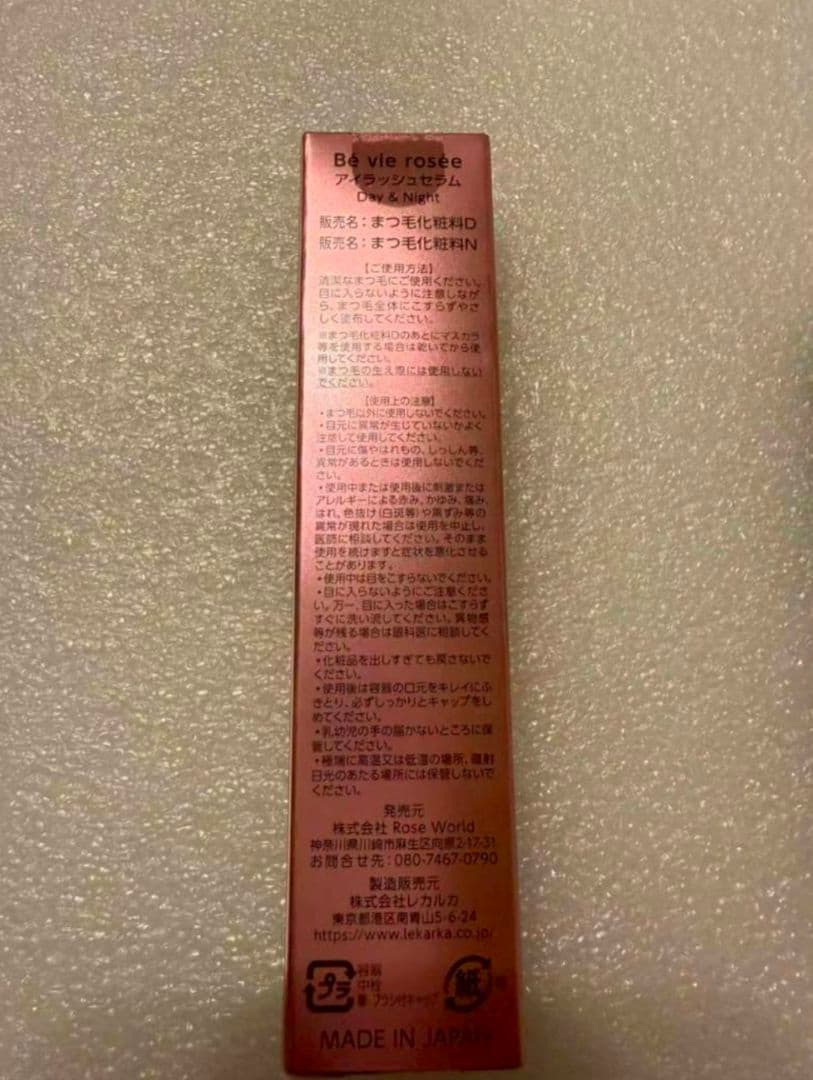 Bé vie rosée
アイラッシュセラム
Day & Night
販売名：まつ毛化粧料D
販売名：まつ毛化粧料N
【ご使用方法】
清潔なまつ毛にご使用ください。
目に入らないように注意しなが
ら、まつ毛全体にこすらずやさ
しく塗布してください。
※まつ毛化粧料Dのあとにマスカラ
等を使用する場合は乾いてから使
用してください。
※まつ毛の生え際には使用しない
でください。
【使用上の注意】
・まつ毛以外に使用しないでください。
・目元に異常が生じていないかよく
注意して使用してください。
・目元に傷やはれもの、しっしん等、
異常があるときは使用しないでくだ
さい。
・使用中または使用後に刺激または
アレルギーによる赤み、かゆみ、痛み、
はれ、色抜け(白斑等)や黒ずみ等の
異常が現れた場合は使用を中止し、
医師に相談してください。そのまま
使用を続けますと症状を悪化させる
ことがあります。
・使用中は目をこすらないでください。
・目に入らないようにご注意くださ
い。万一、目に入った場合はこすらず
すぐに洗い流してください。異物感
等が残る場合は眼科医に相談してく
ださい。
・化粧品を出しすぎても戻さないで
ください。
・使用後は容器の口元をキレイにふ
きとり、必ずしっかりとキャップをし
めてください。
・乳幼児の手の届かないところに保
管してください。
・極端に高温又は低温の場所、直射
日光のあたる場所には保管しないで
ください。
発売元
株式会社 Rose World
神奈川県川崎市麻生区向原2-17-31
お問合せ先：080-7467-0790
製造販売元
株式会社レカルカ
東京都港区南青山5-6-24
https://www.lekarka.co.jp/
プラ
容器
中栓
ブラシ付キャップ
紙
MADE IN JAPAN